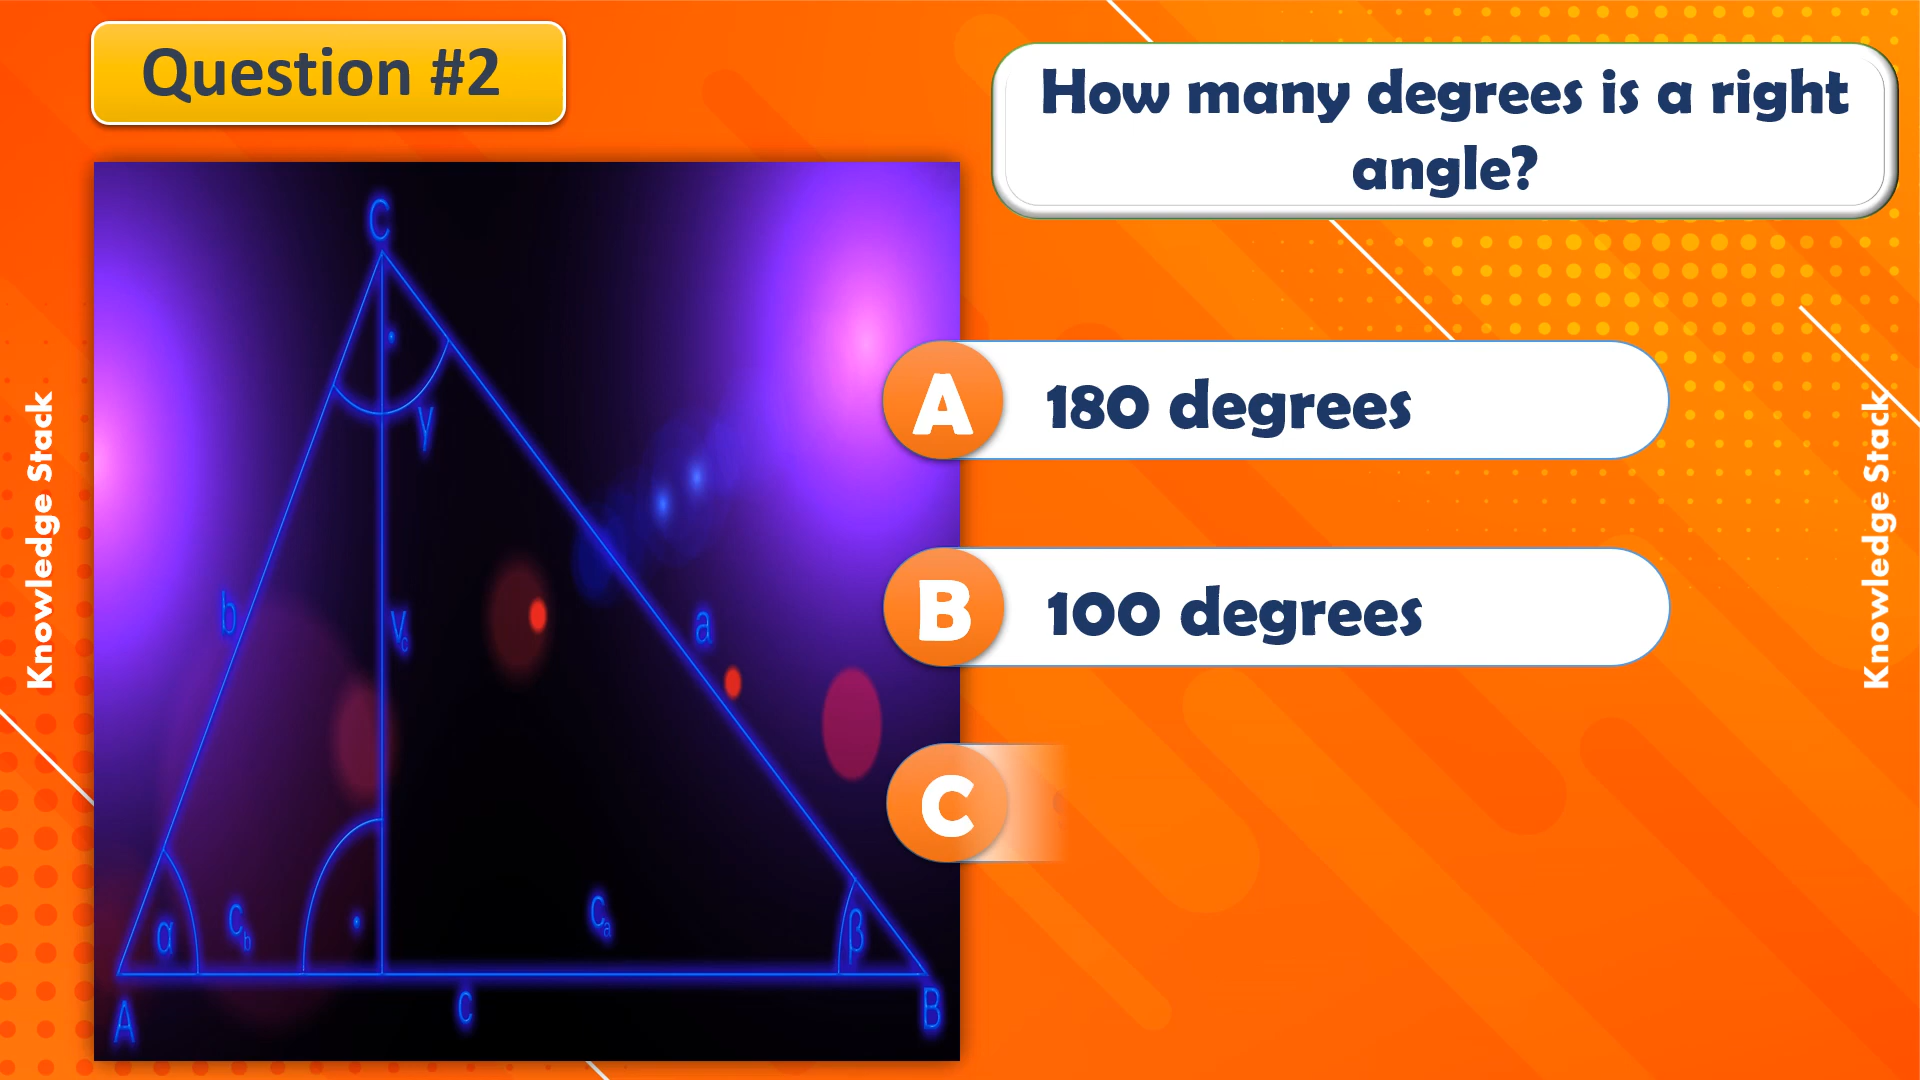 Question #2
How many degrees is a right
angle?
C
γ
b
v
c
a
α
c
b
c
a
β
A
c
B
A
180 degrees
B
100 degrees
C
Knowledge Stack
Knowledge Stack